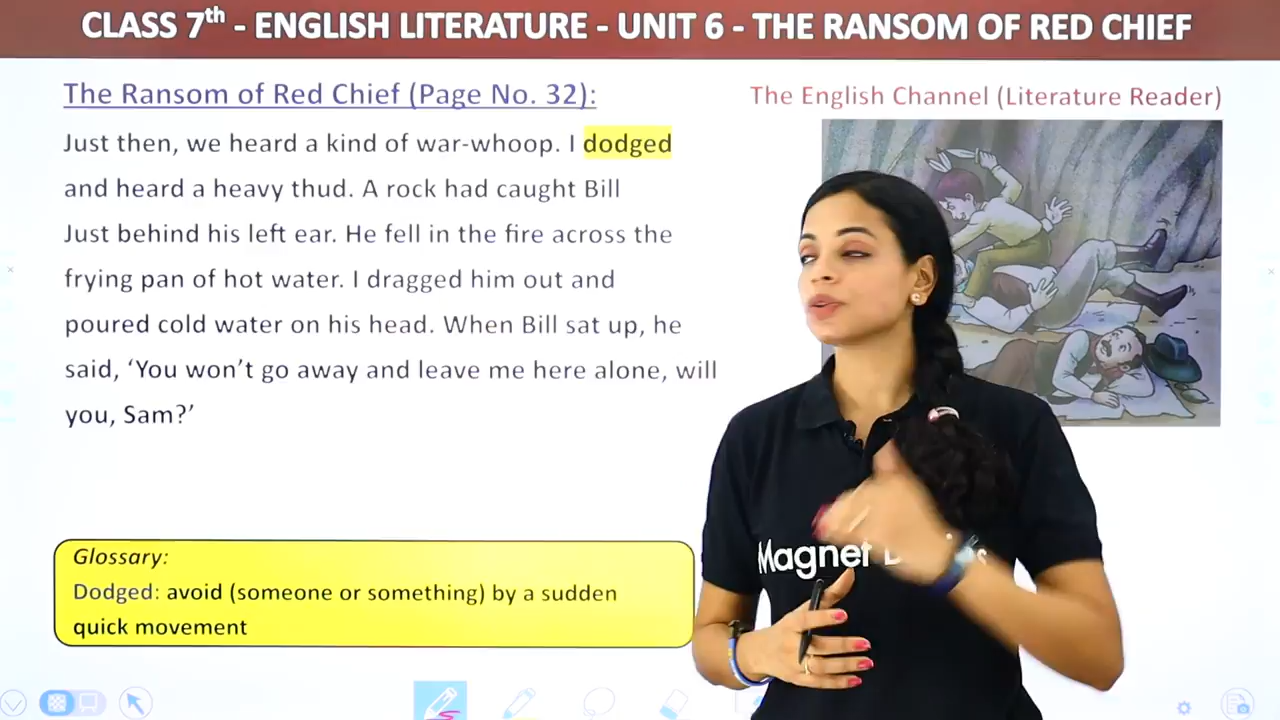 CLASS 7th - ENGLISH LITERATURE - UNIT 6 - THE RANSOM OF RED CHIEF
The Ransom of Red Chief (Page No. 32):
The English Channel (Literature Reader)
Just then, we heard a kind of war-whoop. I dodged
and heard a heavy thud. A rock had caught Bill
Just behind his left ear. He fell in the fire across the
frying pan of hot water. I dragged him out and
poured cold water on his head. When Bill sat up, he
said, ‘You won’t go away and leave me here alone, will
you, Sam?’
Glossary:
Dodged: avoid (someone or something) by a sudden
quick movement
Magnet